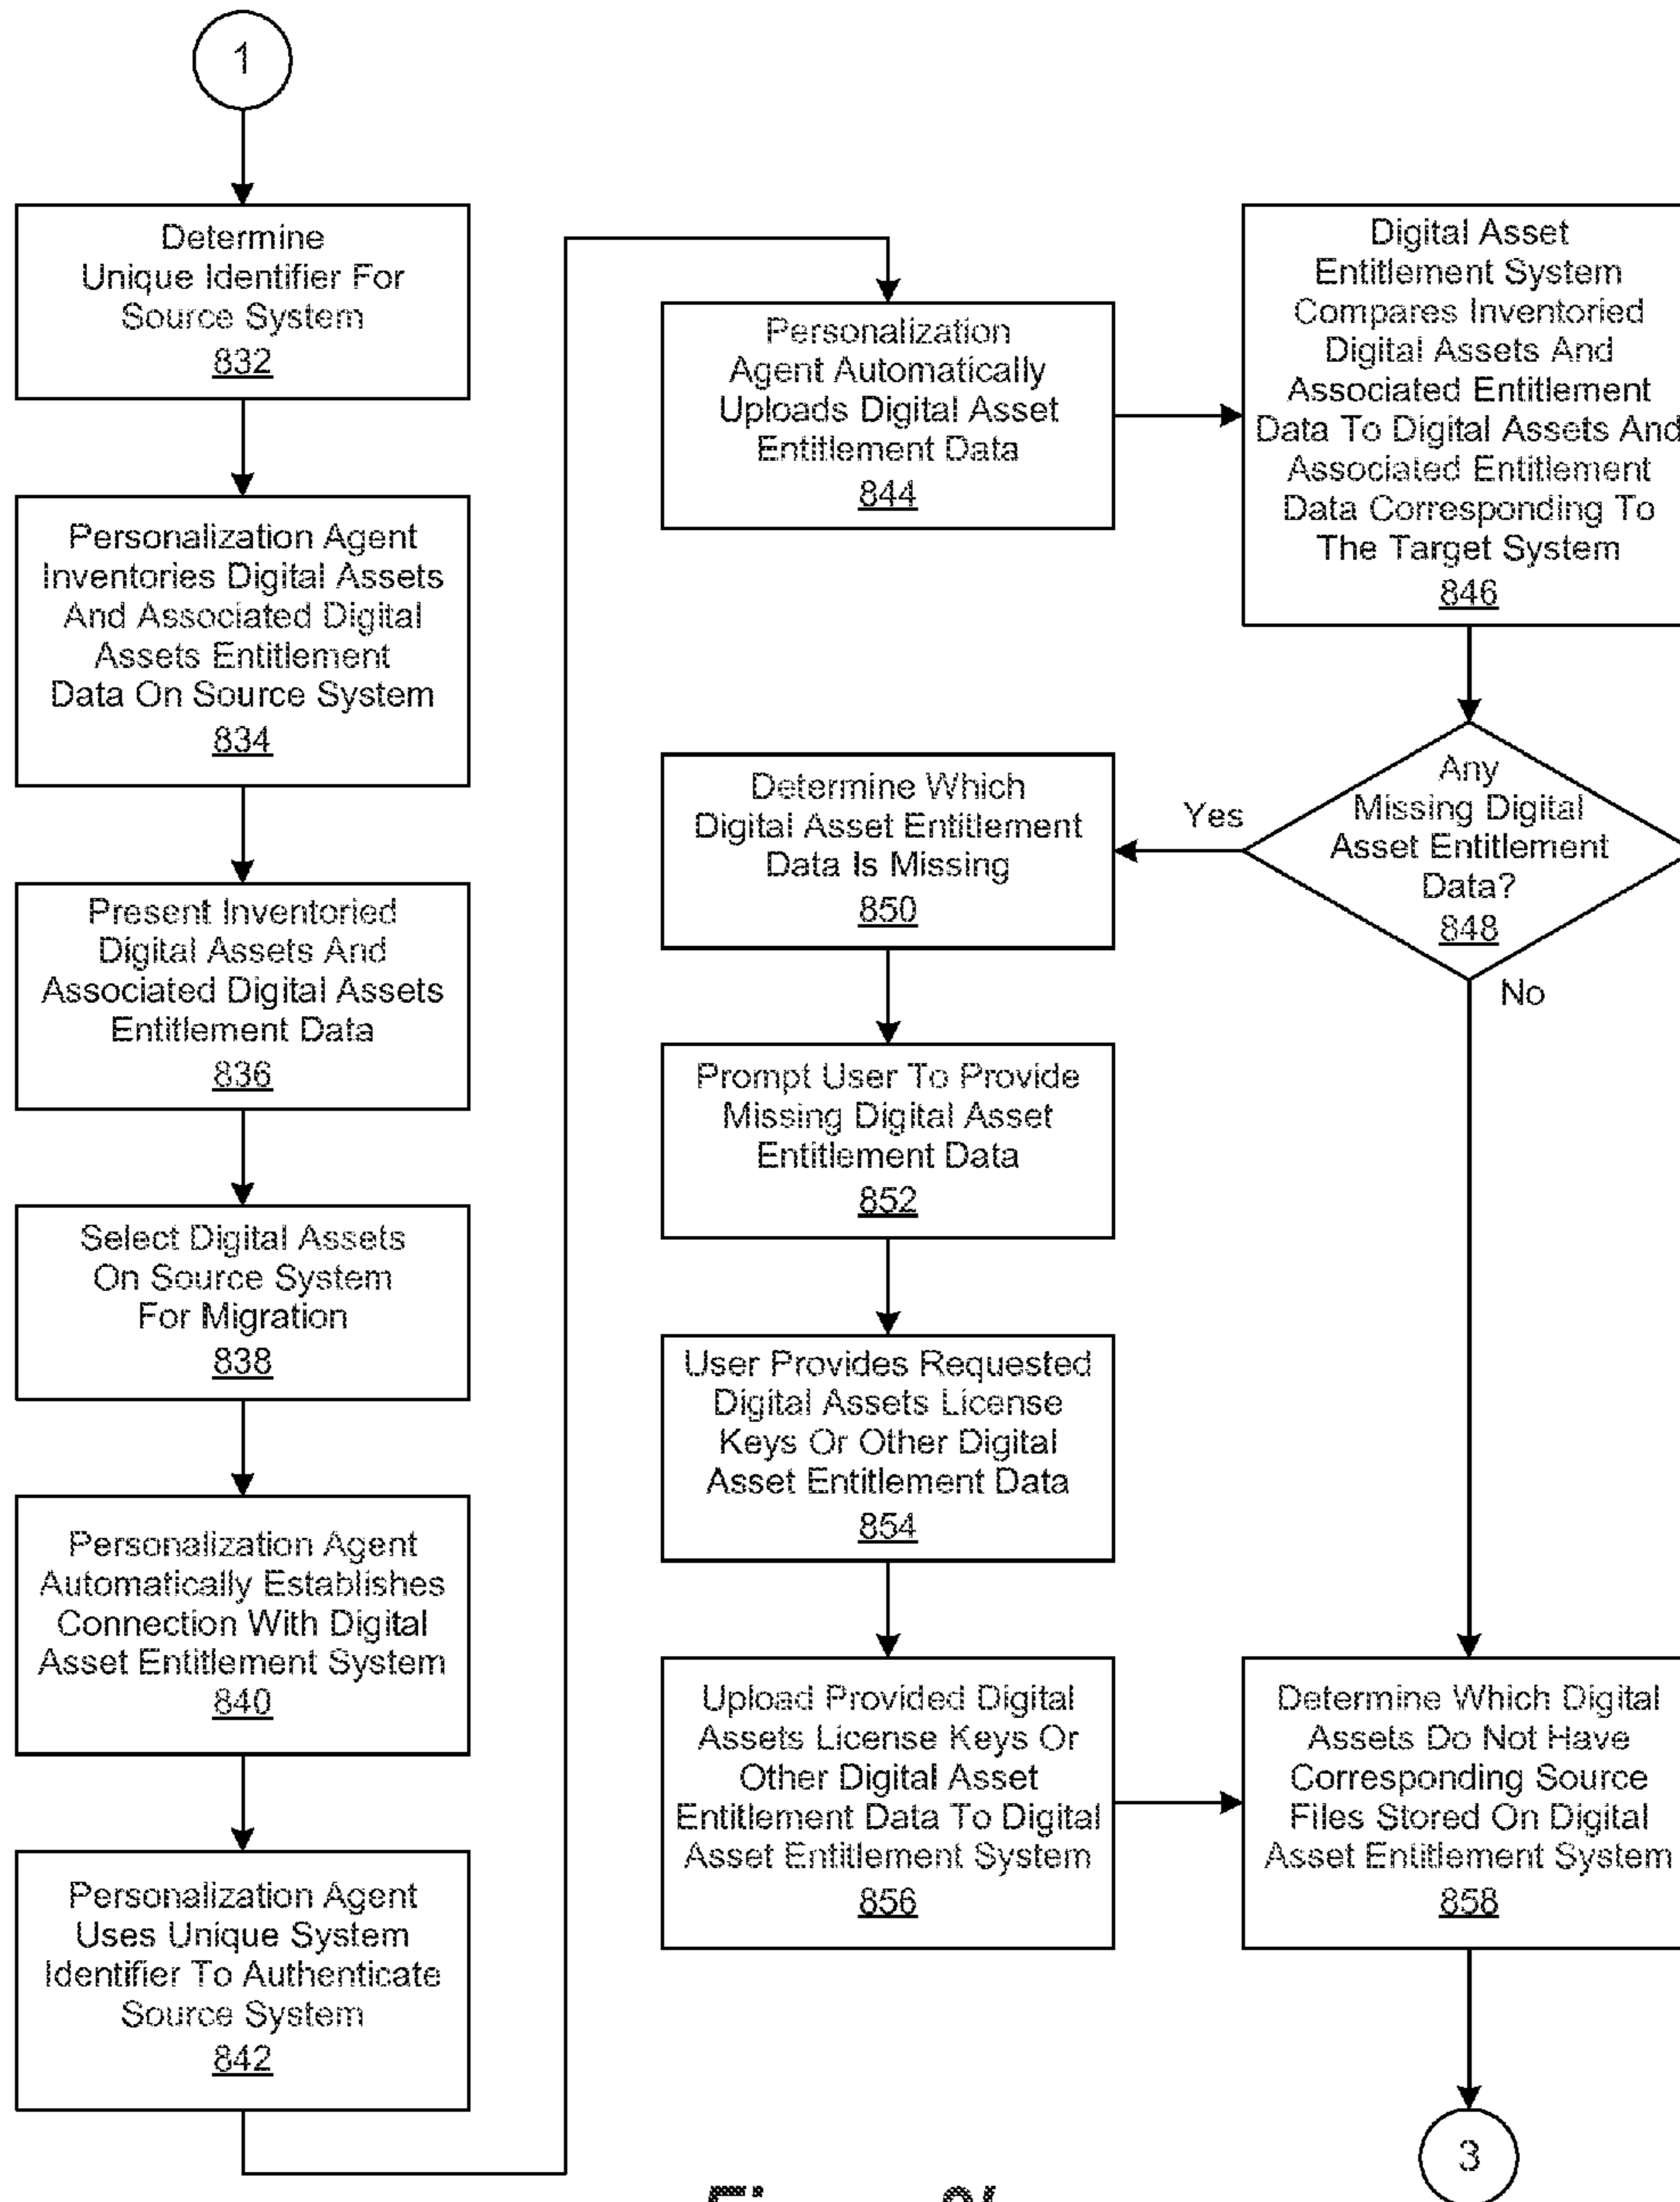 1
Determine
Unique Identifier For
Source System
832
Personalization Agent
Inventories Digital Assets
And Associated Digital
Assets Entitlement
Data On Source System
834
Present Inventoried
Digital Assets And
Associated Digital Assets
Entitlement Data
836
Select Digital Assets
On Source System
For Migration
838
Personalization Agent
Automatically Establishes
Connection With Digital
Asset Entitlement System
840
Personalization Agent
Uses Unique System
Identifier To Authenticate
Source System
842
Personalization
Agent Automatically
Uploads Digital Asset
Entitlement Data
844
Digital Asset
Entitlement System
Compares Inventoried
Digital Assets And
Associated Entitlement
Data To Digital Assets And
Associated Entitlement
Data Corresponding To
The Target System
846
Any
Missing Digital
Asset Entitlement
Data?
848
Yes
No
Determine Which
Digital Asset Entitlement
Data Is Missing
850
Prompt User To Provide
Missing Digital Asset
Entitlement Data
852
User Provides Requested
Digital Assets License
Keys Or Other Digital
Asset Entitlement Data
854
Upload Provided Digital
Assets License Keys Or
Other Digital Asset
Entitlement Data To Digital
Asset Entitlement System
856
Determine Which Digital
Assets Do Not Have
Corresponding Source
Files Stored On Digital
Asset Entitlement System
858
3